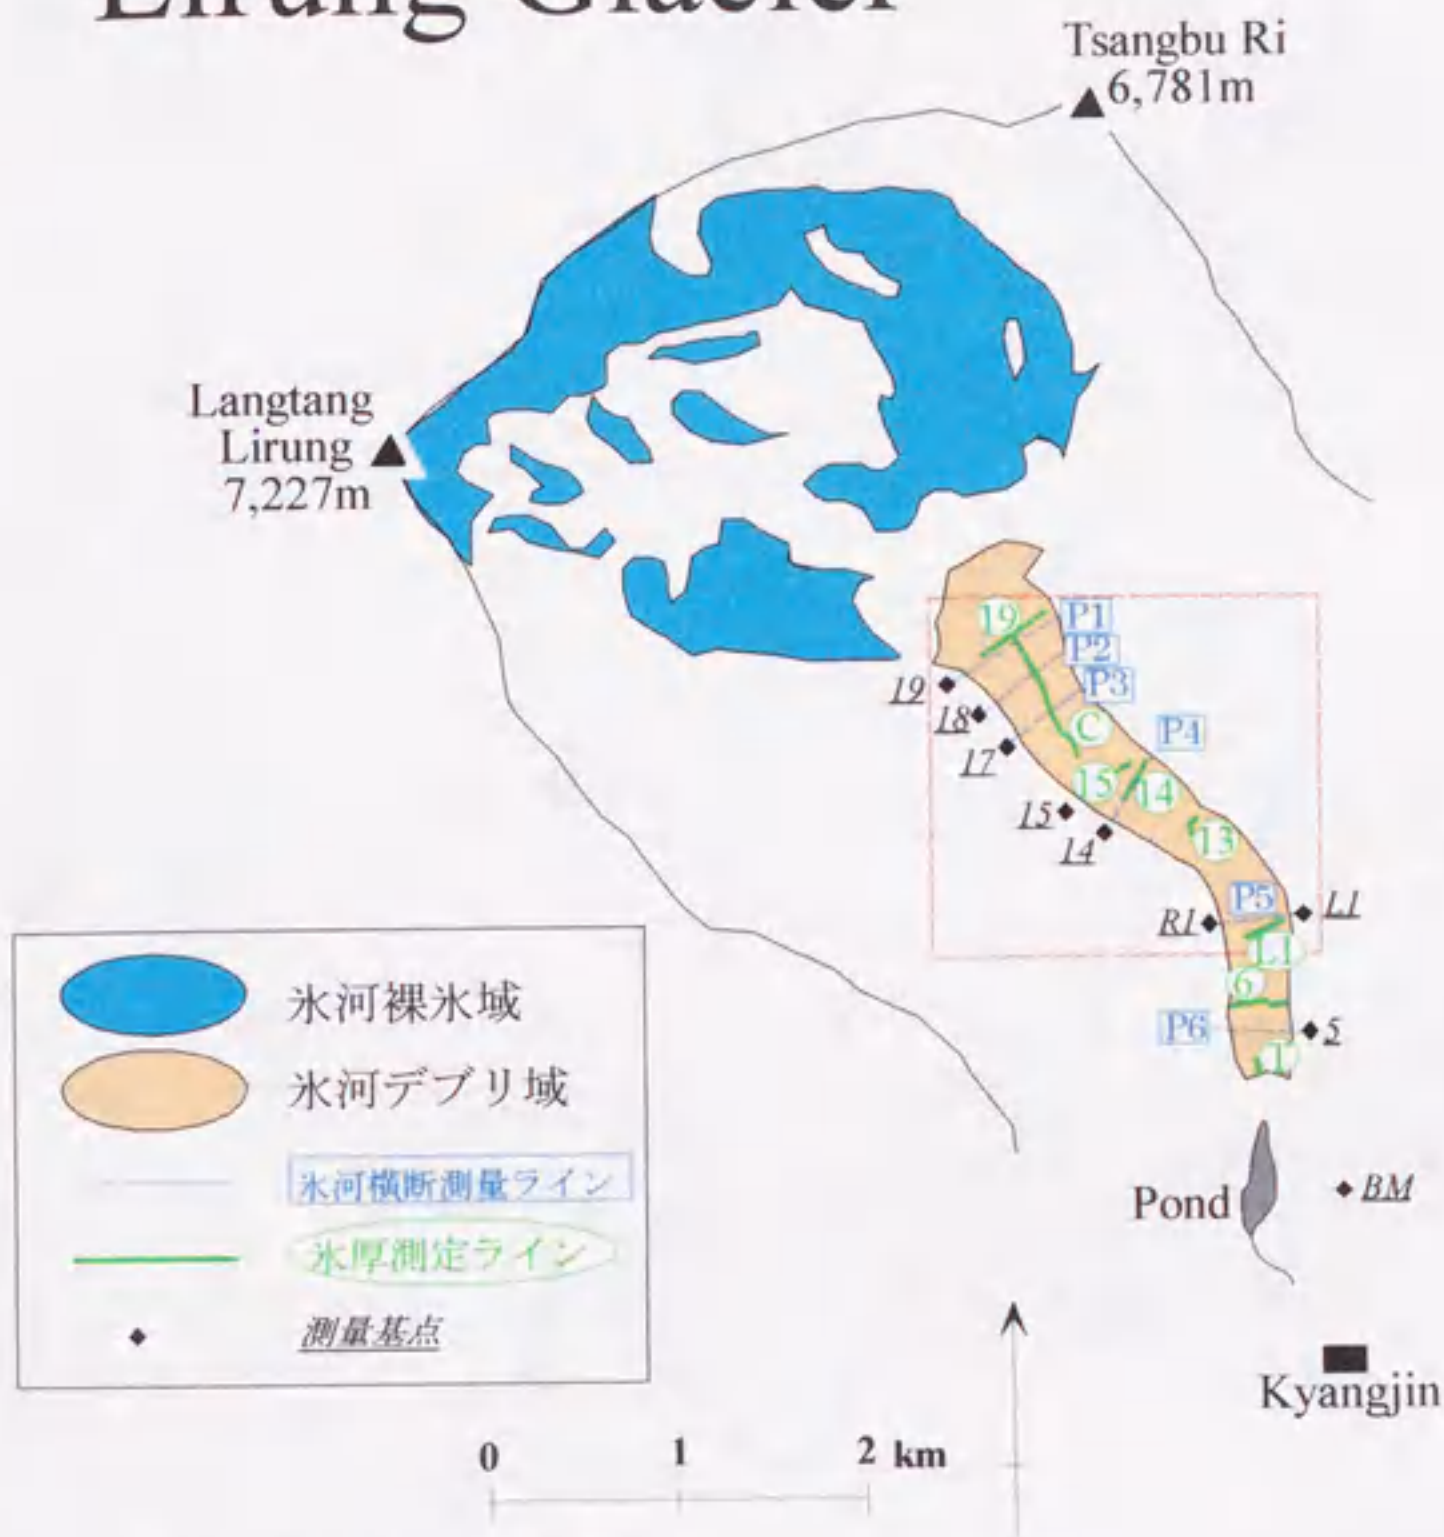 Lirung Glacier
Tsangbu Ri
6,781m
Langtang
Lirung
7,227m
19
P1
P2
P3
19
18
17
C
P4
15
14
15
14
13
P5
L1
R1
L1
6
P6
5
T
氷河裸氷域
氷河デブリ域
氷河横断測量ライン
氷厚測定ライン
測量基点
Pond
BM
Kyangjin
0 1 2 km